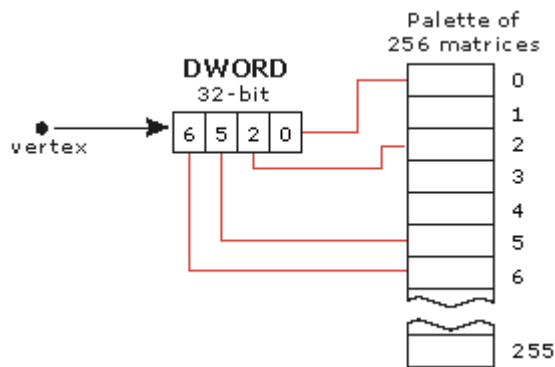 Palette of
256 matrices
DWORD
32-bit
vertex
6 5 2 0
0
1
2
3
4
5
6
255